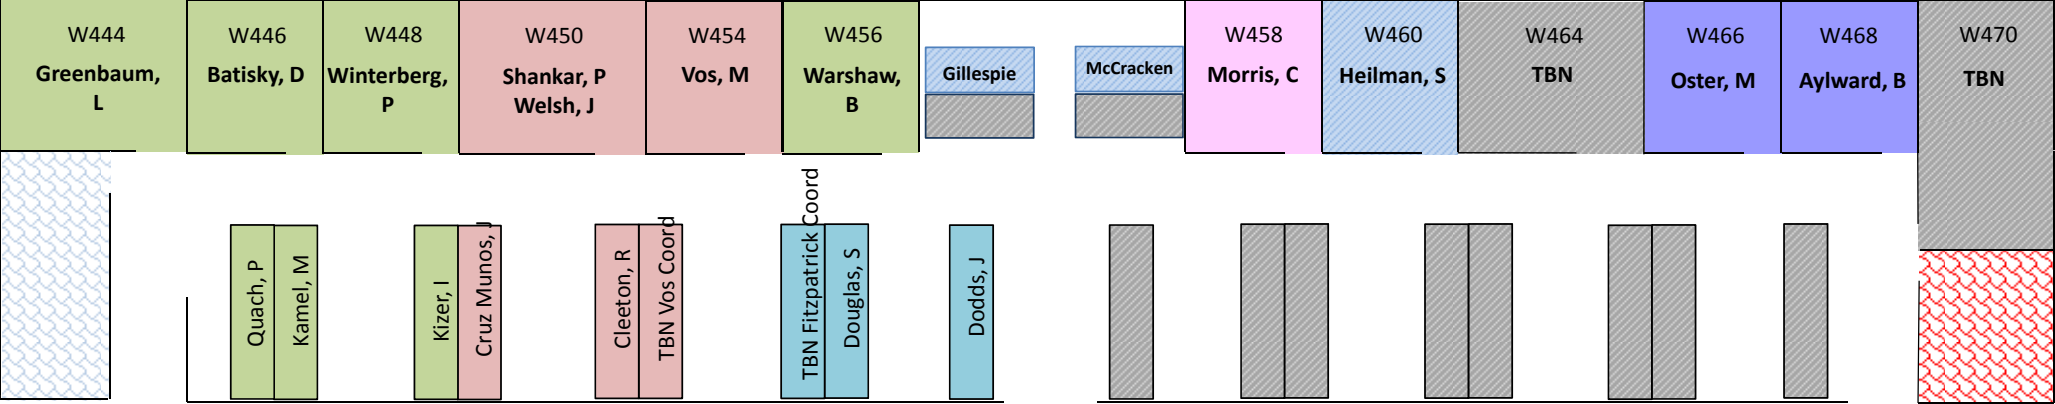 W444
Greenbaum,
L
W446
Batisky, D
W448
Winterberg,
P
W450
Shankar, P
Welsh, J
W454
Vos, M
W456
Warshaw,
B
Gillespie
McCracken
W458
Morris, C
W460
Heilman, S
W464
TBN
W466
Oster, M
W468
Aylward, B
W470
TBN
Quach, P
Kamel, M
Kizer, I
Cruz Munos, J
Cleeton, R
TBN Vos Coord
TBN Fitzpatrick Coord
Douglas, S
Dodds, J